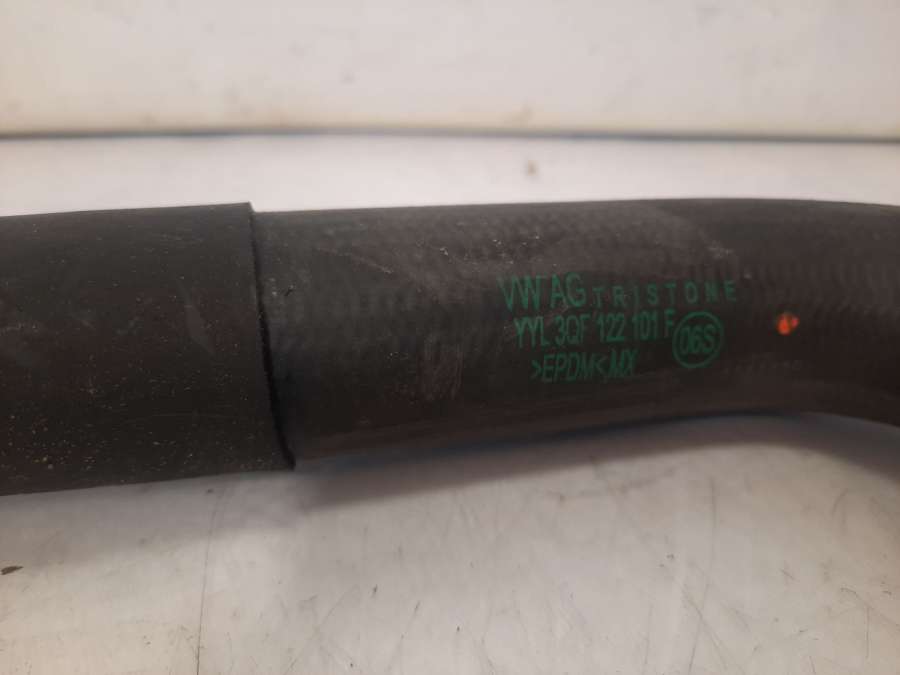 VW AG TRISTONE
YYL 3QF 122 101 F 06S
>EPDM< MX